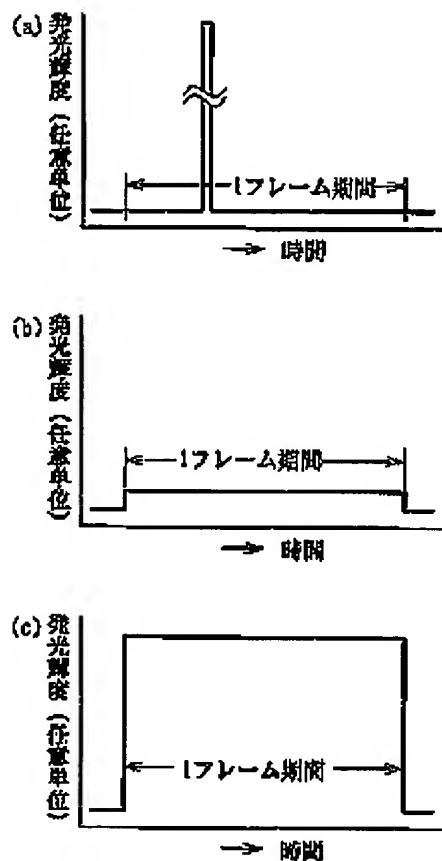 (a)
発光輝度（任意単位）
1フレーム期間
時間
(b)
発光輝度（任意単位）
1フレーム期間
時間
(c)
発光輝度（任意単位）
1フレーム期間
時間